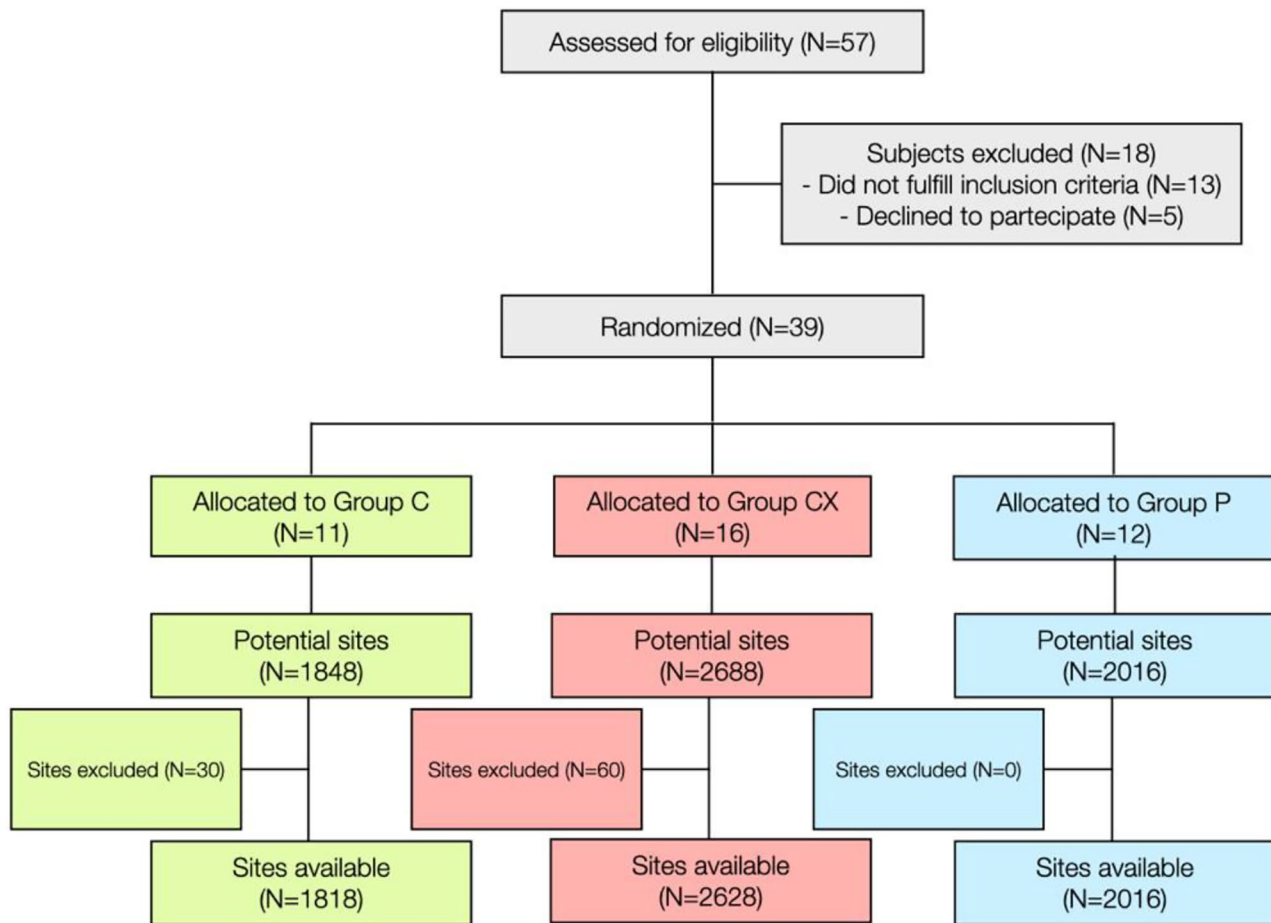 Assessed for eligibility (N=57)
Subjects excluded (N=18)
- Did not fulfill inclusion criteria (N=13)
- Declined to partecipate (N=5)
Randomized (N=39)
Allocated to Group C
(N=11)
Allocated to Group CX
(N=16)
Allocated to Group P
(N=12)
Potential sites
(N=1848)
Potential sites
(N=2688)
Potential sites
(N=2016)
Sites excluded (N=30)
Sites excluded (N=60)
Sites excluded (N=0)
Sites available
(N=1818)
Sites available
(N=2628)
Sites available
(N=2016)